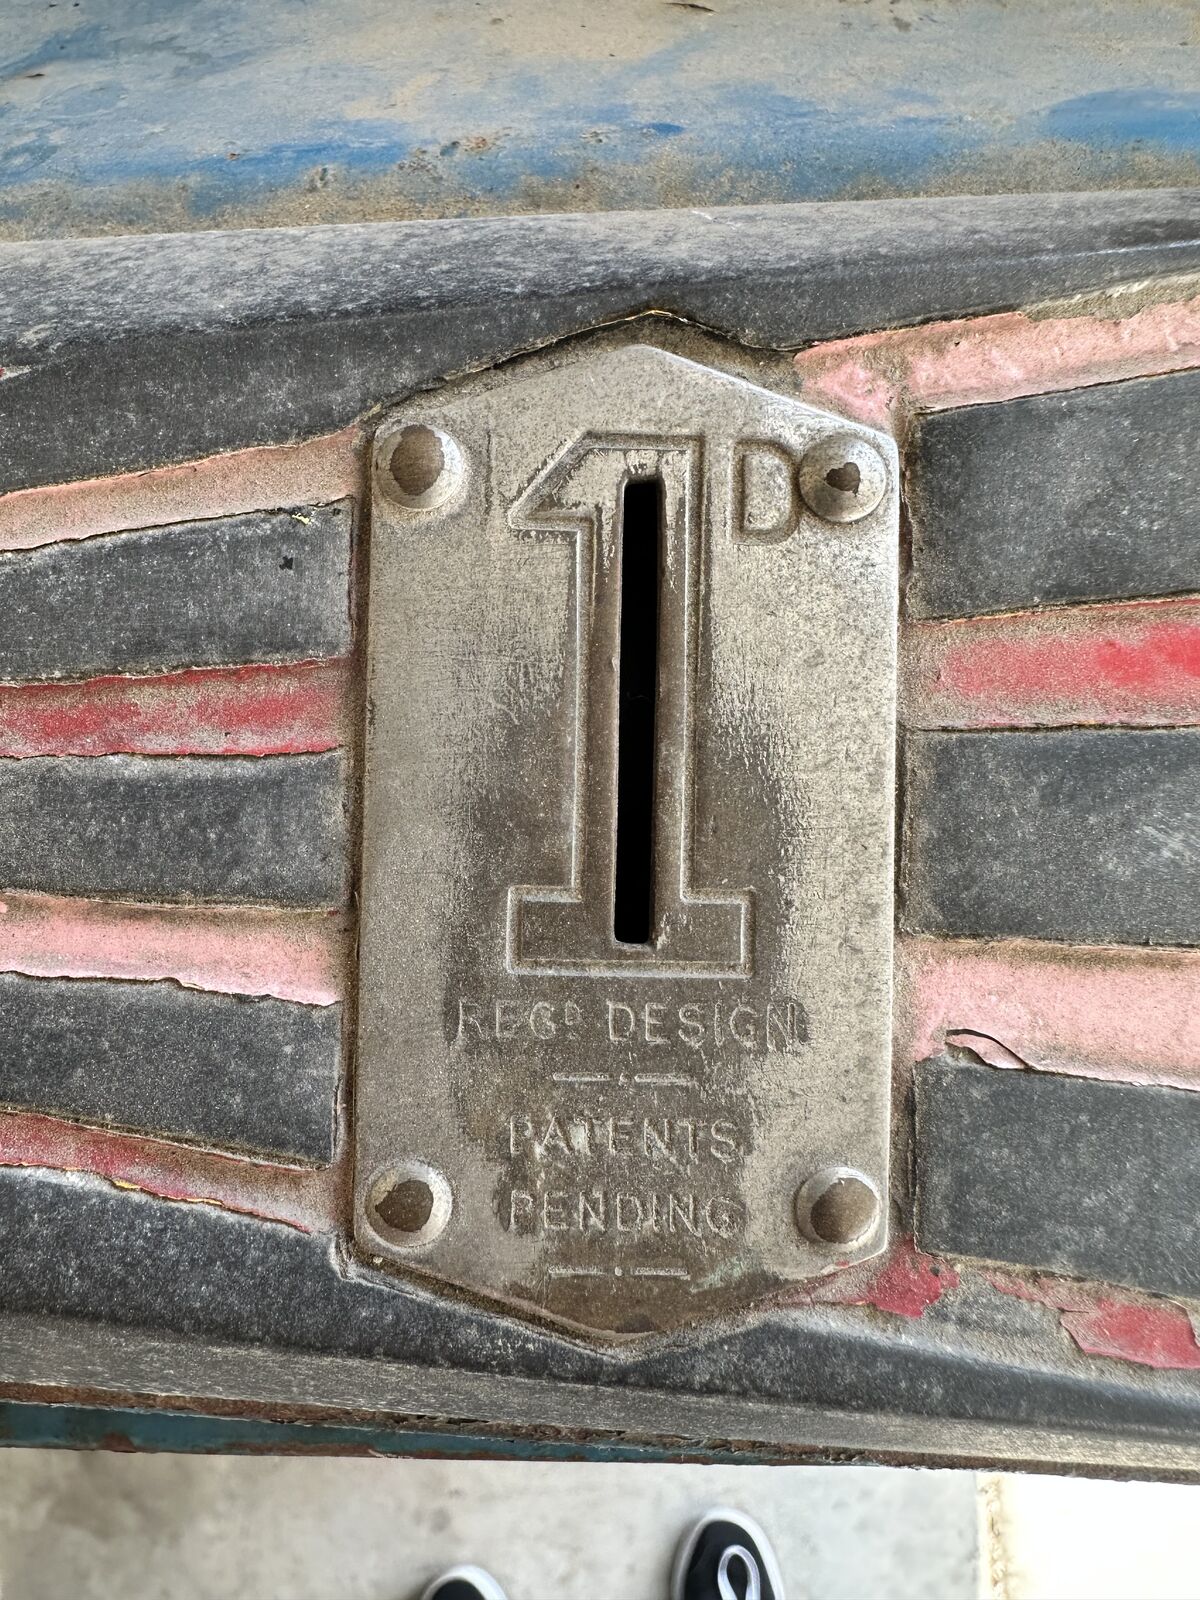 1D
REGD DESIGN
PATENTS
PENDING